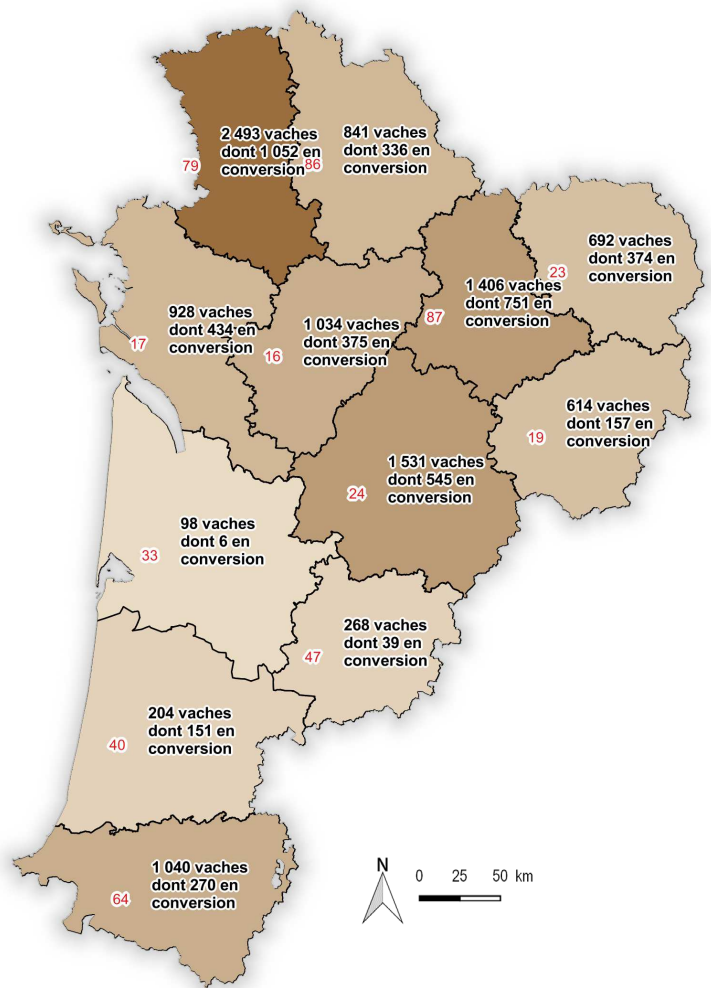 2 493 vaches
dont 1 052 en
conversion
79
841 vaches
dont 336 en
conversion
86
692 vaches
dont 374 en
conversion
23
1 406 vaches
dont 751 en
conversion
87
928 vaches
dont 434 en
conversion
17
1 034 vaches
dont 375 en
conversion
16
614 vaches
dont 157 en
conversion
19
1 531 vaches
dont 545 en
conversion
24
98 vaches
dont 6 en
conversion
33
268 vaches
dont 39 en
conversion
47
204 vaches
dont 151 en
conversion
40
1 040 vaches
dont 270 en
conversion
64
N
0 25 50 km